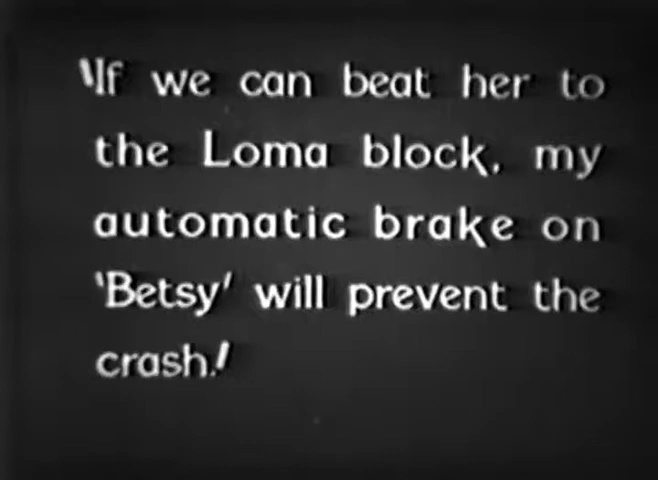 "If we can beat her to
the Loma block, my
automatic brake on
'Betsy' will prevent the
crash!"